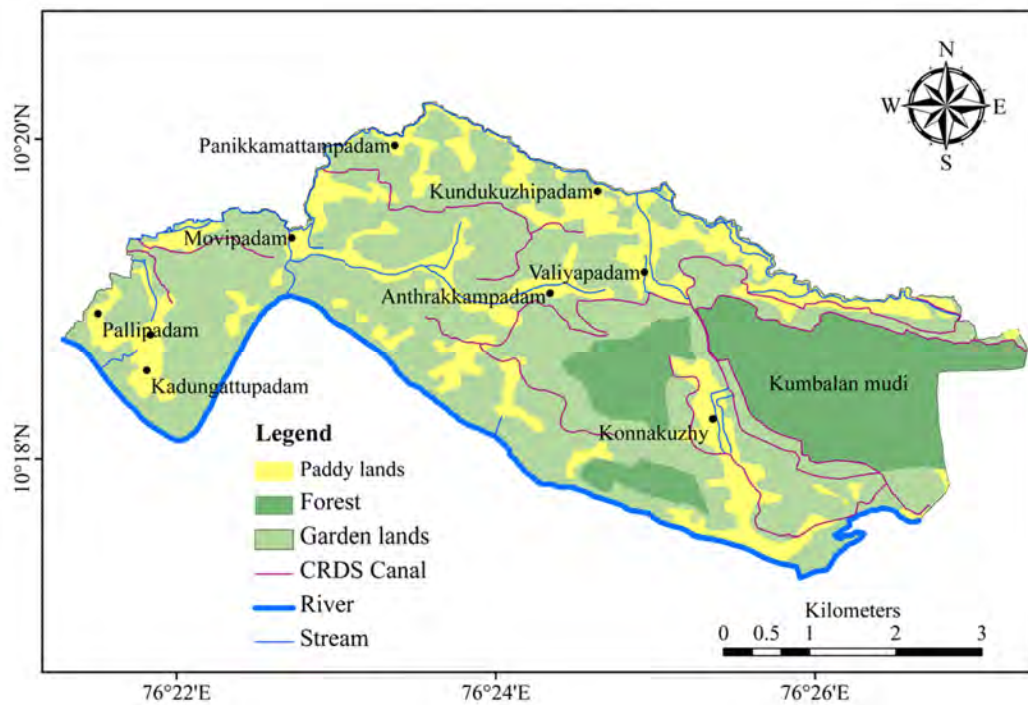 N
W E
S
10°20'N
Panikkamattampadam
Kundukuzhipadam
Movipadam
Valiyapadam
Anthrakkampadam
Pallipadam
Kadungattupadam
Kumbalan mudi
Konnakuzhy
10°18'N
Legend
Paddy lands
Forest
Garden lands
CRDS Canal
River
Stream
Kilometers
0 0.5 1 2 3
76°22'E 76°24'E 76°26'E